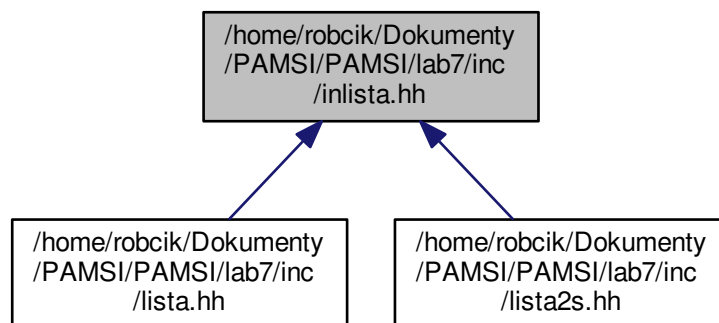 /home/robcik/Dokumenty
/PAMSI/PAMSI/lab7/inc
/inlista.hh
/home/robcik/Dokumenty
/PAMSI/PAMSI/lab7/inc
/lista.hh
/home/robcik/Dokumenty
/PAMSI/PAMSI/lab7/inc
/lista2s.hh